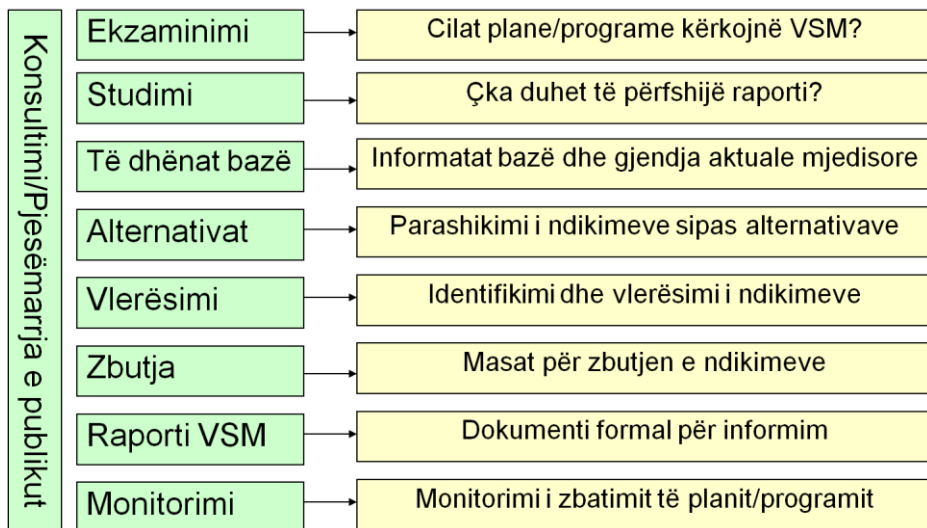 Konsultimi/Pjesëmarrja e publikut
Ekzaminimi
Cilat plane/programe kërkojnë VSM?
Studimi
Çka duhet të përfshijë raporti?
Të dhënat bazë
Informatat bazë dhe gjendja aktuale mjedisore
Alternativat
Parashikimi i ndikimeve sipas alternativave
Vlerësimi
Identifikimi dhe vlerësimi i ndikimeve
Zbutja
Masat për zbutjen e ndikimeve
Raporti VSM
Dokumenti formal për informim
Monitorimi
Monitorimi i zbatimit të planit/programit